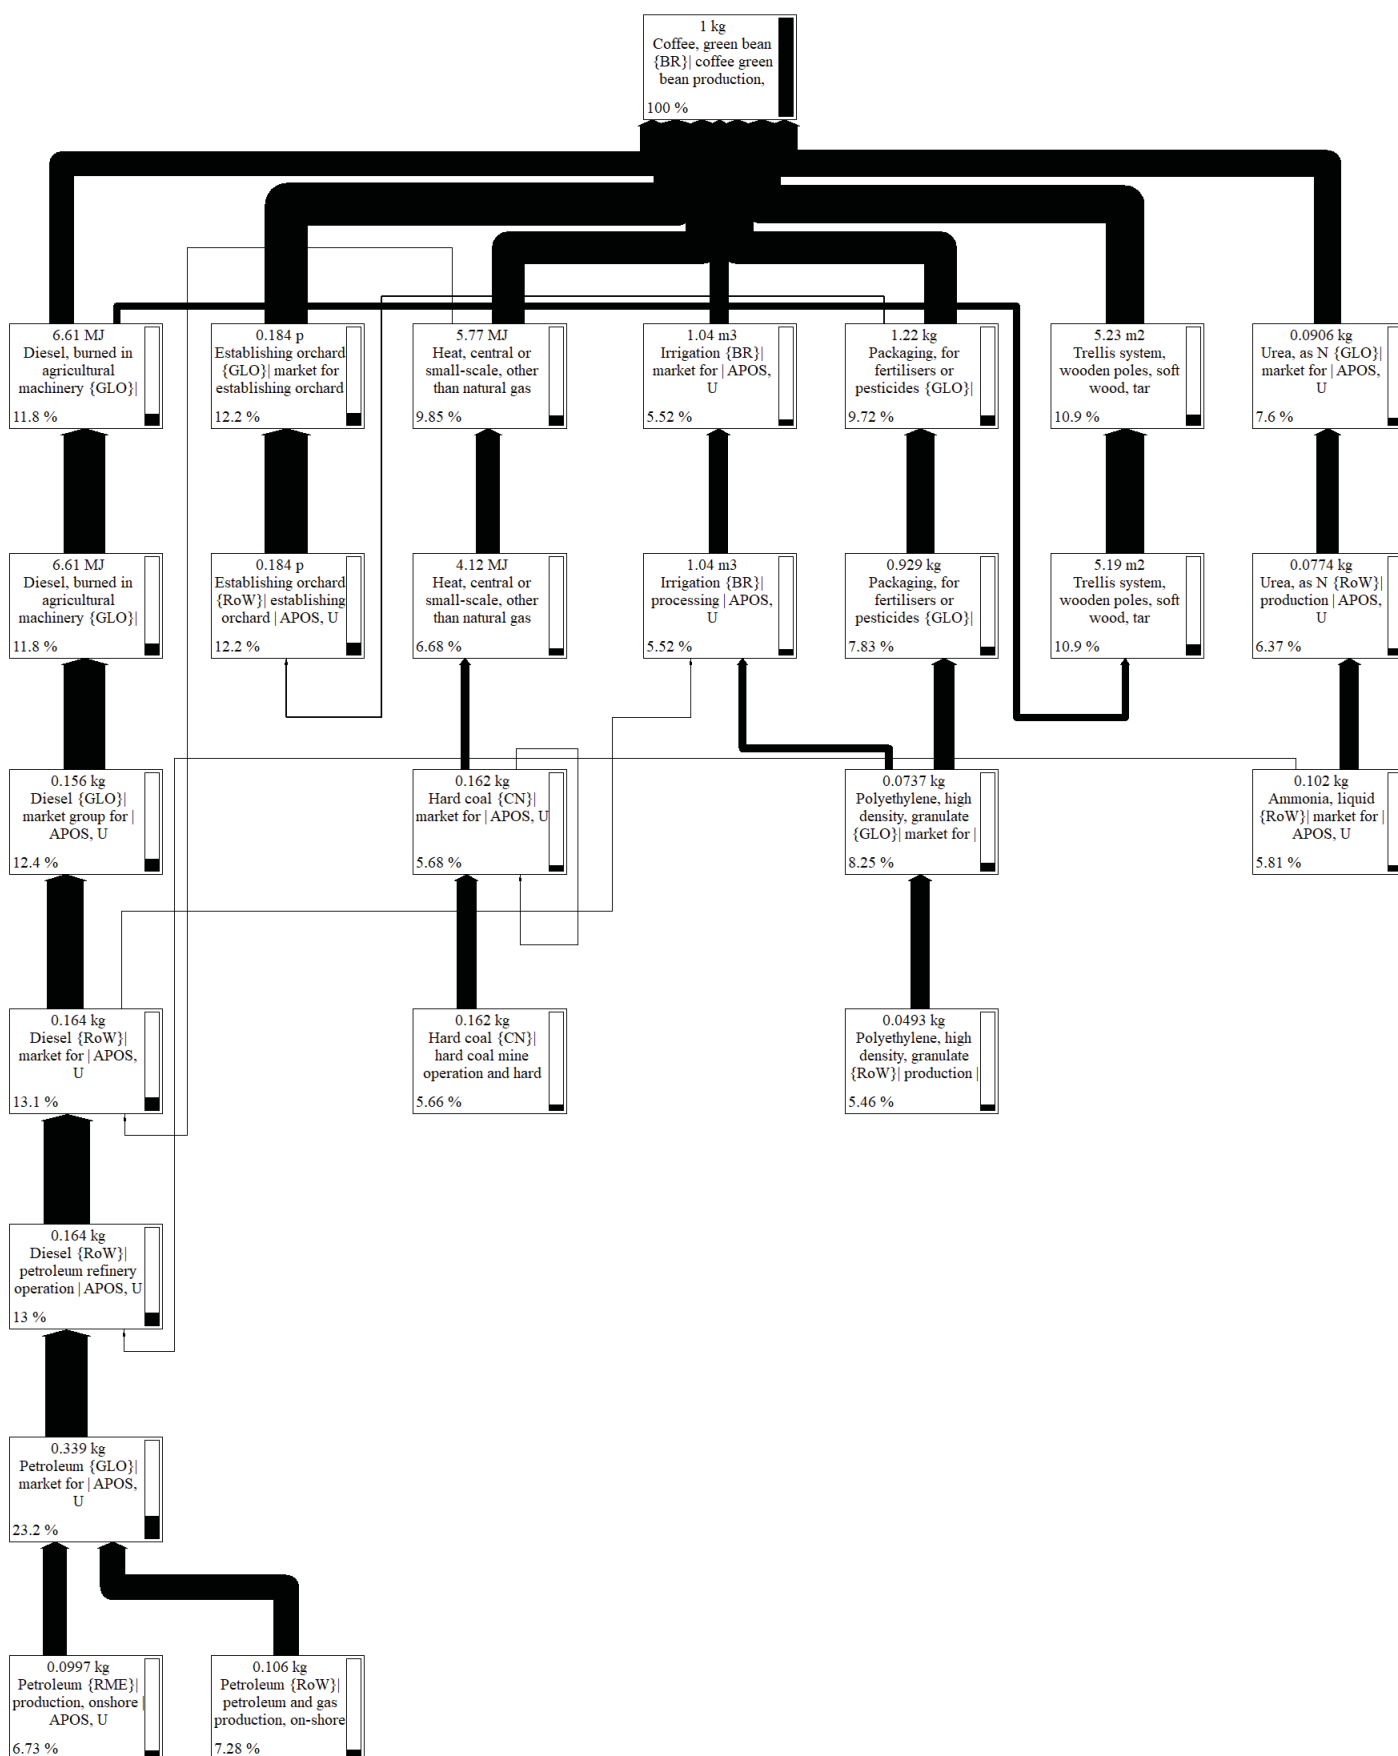 1 kg
Coffee, green bean
{BR}| coffee green
bean production,
100 %
6.61 MJ
Diesel, burned in
agricultural
machinery {GLO}|
11.8 %
0.184 p
Establishing orchard
{GLO}| market for
establishing orchard
12.2 %
5.77 MJ
Heat, central or
small-scale, other
than natural gas
9.85 %
1.04 m3
Irrigation {BR}|
market for | APOS,
U
5.52 %
1.22 kg
Packaging, for
fertilisers or
pesticides {GLO}|
9.72 %
5.23 m2
Trellis system,
wooden poles, soft
wood, tar
10.9 %
0.0906 kg
Urea, as N {GLO}|
market for | APOS,
U
7.6 %
6.61 MJ
Diesel, burned in
agricultural
machinery {GLO}|
11.8 %
0.184 p
Establishing orchard
{RoW}| establishing
orchard | APOS, U
12.2 %
4.12 MJ
Heat, central or
small-scale, other
than natural gas
6.68 %
1.04 m3
Irrigation {BR}|
processing | APOS,
U
5.52 %
0.929 kg
Packaging, for
fertilisers or
pesticides {GLO}|
7.83 %
5.19 m2
Trellis system,
wooden poles, soft
wood, tar
10.9 %
0.0774 kg
Urea, as N {RoW}|
production | APOS,
U
6.37 %
0.156 kg
Diesel {GLO}|
market group for |
APOS, U
12.4 %
0.162 kg
Hard coal {CN}|
market for | APOS, U
5.68 %
0.0737 kg
Polyethylene, high
density, granulate
{GLO}| market for |
8.25 %
0.102 kg
Ammonia, liquid
{RoW}| market for |
APOS, U
5.81 %
0.164 kg
Diesel {RoW}|
market for | APOS,
U
13.1 %
0.162 kg
Hard coal {CN}|
hard coal mine
operation and hard
5.66 %
0.0493 kg
Polyethylene, high
density, granulate
{RoW}| production |
5.46 %
0.164 kg
Diesel {RoW}|
petroleum refinery
operation | APOS, U
13 %
0.339 kg
Petroleum {GLO}|
market for | APOS,
U
23.2 %
0.0997 kg
Petroleum {RME}|
production, onshore |
APOS, U
6.73 %
0.106 kg
Petroleum {RoW}|
petroleum and gas
production, on-shore
7.28 %